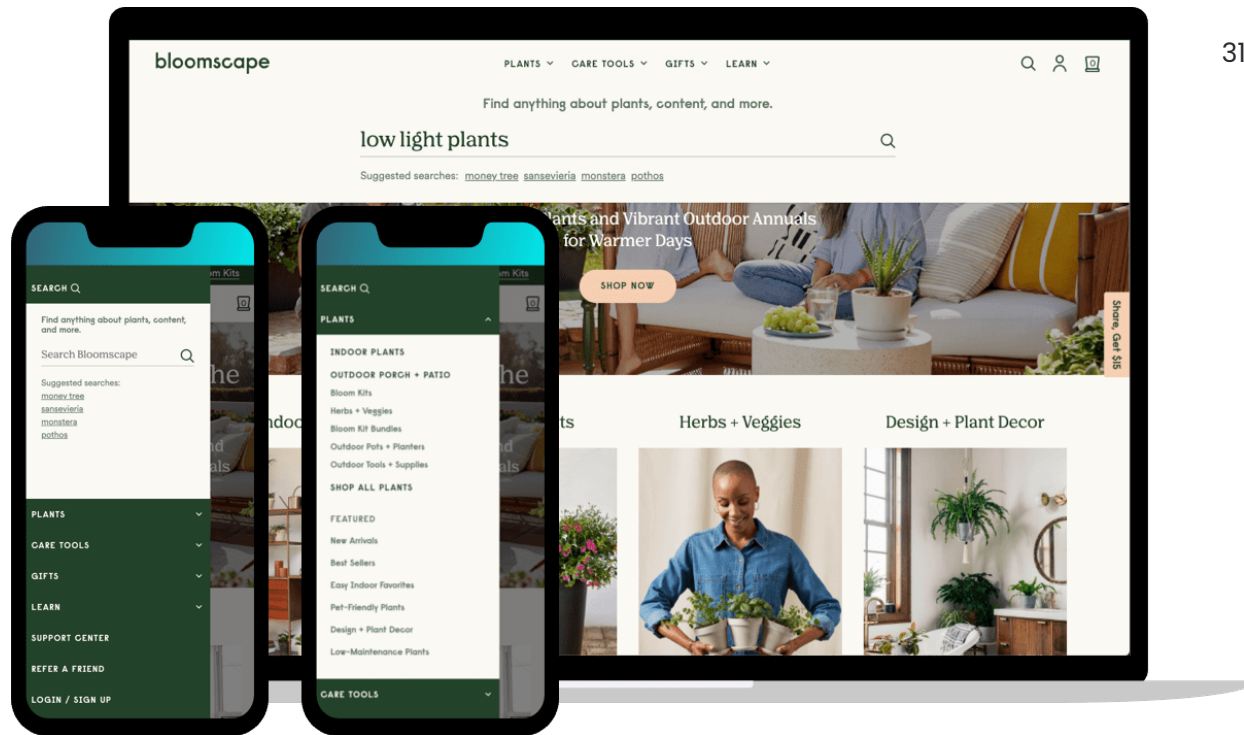 31
bloomscape
PLANTS CARE TOOLS GIFTS LEARN
0
Find anything about plants, content, and more.
low light plants
Suggested searches: money tree sansevieria monstera pothos
and Vibrant Outdoor Annuals
for Warmer Days
SHOP NOW
Share, Get $15
Herbs + Veggies
Design + Plant Decor
SEARCH
Kits
0
Find anything about plants, content,
and more.
Search Bloomscape
Suggested searches:
money tree
sansevieria
monstera
pothos
PLANTS
CARE TOOLS
GIFTS
LEARN
SUPPORT CENTER
REFER A FRIEND
LOGIN / SIGN UP
SEARCH
Kits
0
PLANTS
INDOOR PLANTS
OUTDOOR PORCH + PATIO
Bloom Kits
Herbs + Veggies
Bloom Kit Bundles
Outdoor Pots + Planters
Outdoor Tools + Supplies
SHOP ALL PLANTS
FEATURED
New Arrivals
Best Sellers
Easy Indoor Favorites
Pet-Friendly Plants
Design + Plant Decor
Low-Maintenance Plants
CARE TOOLS